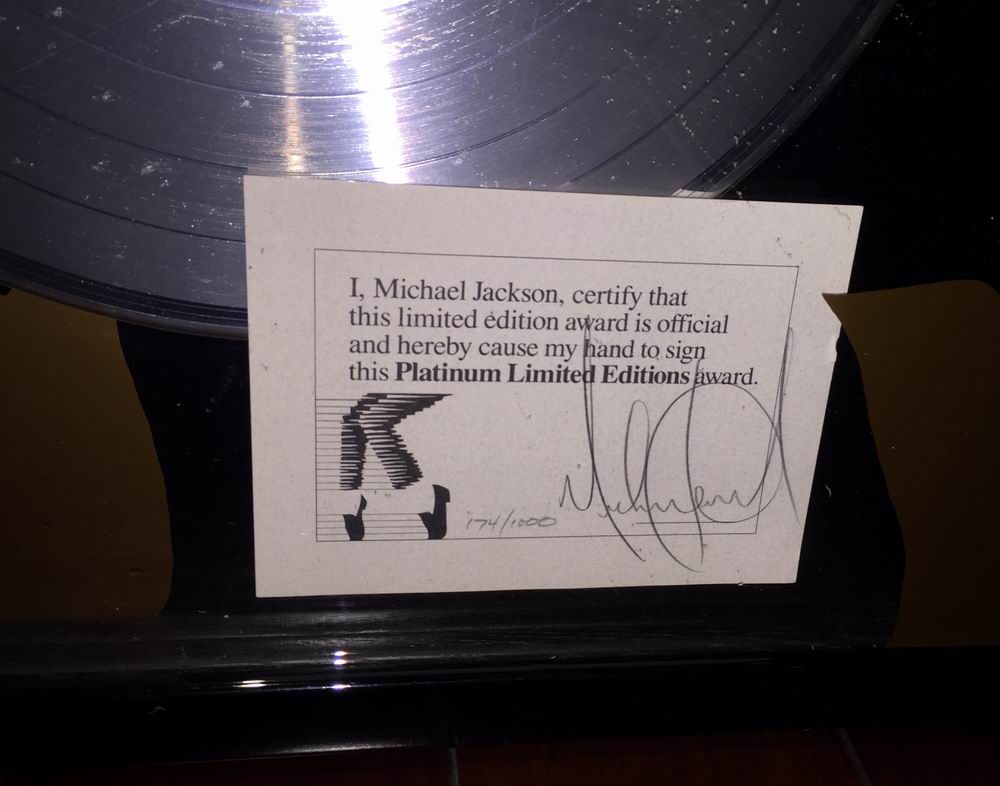 I, Michael Jackson, certify that
this limited edition award is official
and hereby cause my hand to sign
this Platinum Limited Editions award.
174/1000